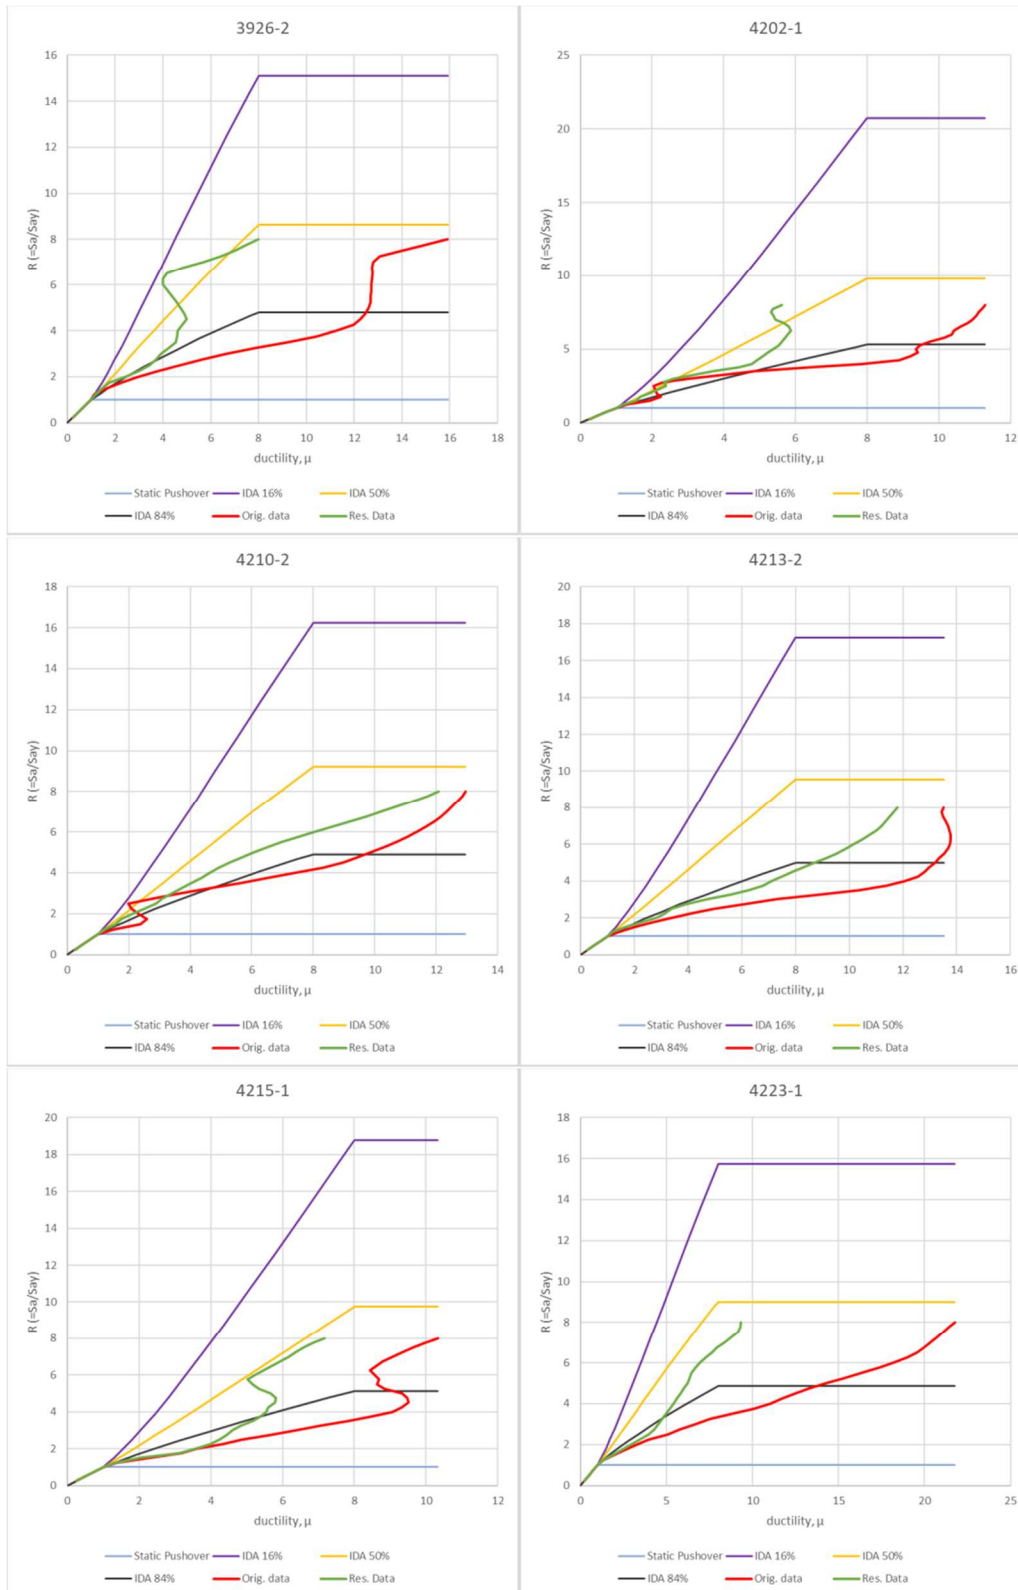 3926-2
16
14
12
10
8
6
4
2
0
R (=Sa/Say)
0 2 4 6 8 10 12 14 16 18
ductility, μ
Static Pushover IDA 16% IDA 50%
IDA 84% Orig. data Res. Data
4202-1
25
20
15
10
5
0
R (=Sa/Say)
0 2 4 6 8 10 12
ductility, μ
Static Pushover IDA 16% IDA 50%
IDA 84% Orig. data Res. Data
4210-2
18
16
14
12
10
8
6
4
2
0
R (=Sa/Say)
0 2 4 6 8 10 12 14
ductility, μ
Static Pushover IDA 16% IDA 50%
IDA 84% Orig. data Res. Data
4213-2
20
18
16
14
12
10
8
6
4
2
0
R (=Sa/Say)
0 2 4 6 8 10 12 14 16
ductility, μ
Static Pushover IDA 16% IDA 50%
IDA 84% Orig. data Res. Data
4215-1
20
18
16
14
12
10
8
6
4
2
0
R (=Sa/Say)
0 2 4 6 8 10 12
ductility, μ
Static Pushover IDA 16% IDA 50%
IDA 84% Orig. data Res. Data
4223-1
18
16
14
12
10
8
6
4
2
0
R (=Sa/Say)
0 5 10 15 20 25
ductility, μ
Static Pushover IDA 16% IDA 50%
IDA 84% Orig. data Res. Data